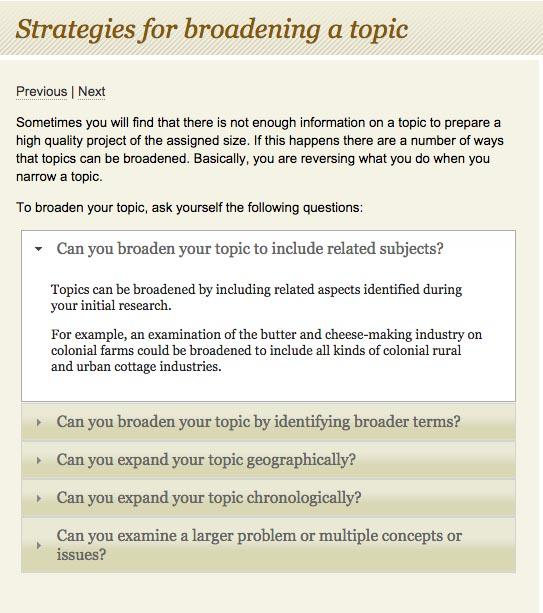 Strategies for broadening a topic
Previous | Next
Sometimes you will find that there is not enough information on a topic to prepare a
high quality project of the assigned size. If this happens there are a number of ways
that topics can be broadened. Basically, you are reversing what you do when you
narrow a topic.
To broaden your topic, ask yourself the following questions:
Can you broaden your topic to include related subjects?
Topics can be broadened by including related aspects identified during
your initial research.
For example, an examination of the butter and cheese-making industry on
colonial farms could be broadened to include all kinds of colonial rural
and urban cottage industries.
Can you broaden your topic by identifying broader terms?
Can you expand your topic geographically?
Can you expand your topic chronologically?
Can you examine a larger problem or multiple concepts or
issues?